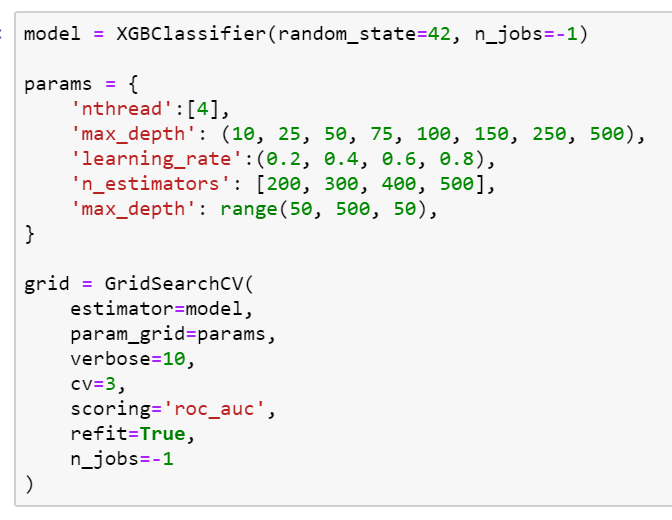 model = XGBClassifier(random_state=42, n_jobs=-1)
params = {
    'nthread':[4],
    'max_depth': (10, 25, 50, 75, 100, 150, 250, 500),
    'learning_rate':(0.2, 0.4, 0.6, 0.8),
    'n_estimators': [200, 300, 400, 500],
    'max_depth': range(50, 500, 50),
}
grid = GridSearchCV(
    estimator=model,
    param_grid=params,
    verbose=10,
    cv=3,
    scoring='roc_auc',
    refit=True,
    n_jobs=-1
)